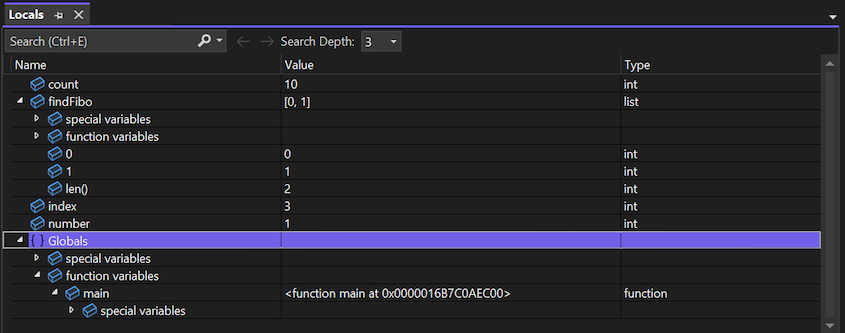 Locals
Search (Ctrl+E) Search Depth: 3
Name Value Type
count 10 int
findFibo [0, 1] list
special variables
function variables
0 0 int
1 1 int
len() 2 int
index 3 int
number 1 int
{ } Globals
special variables
function variables
main <function main at 0x0000016B7C0AEC00> function
special variables